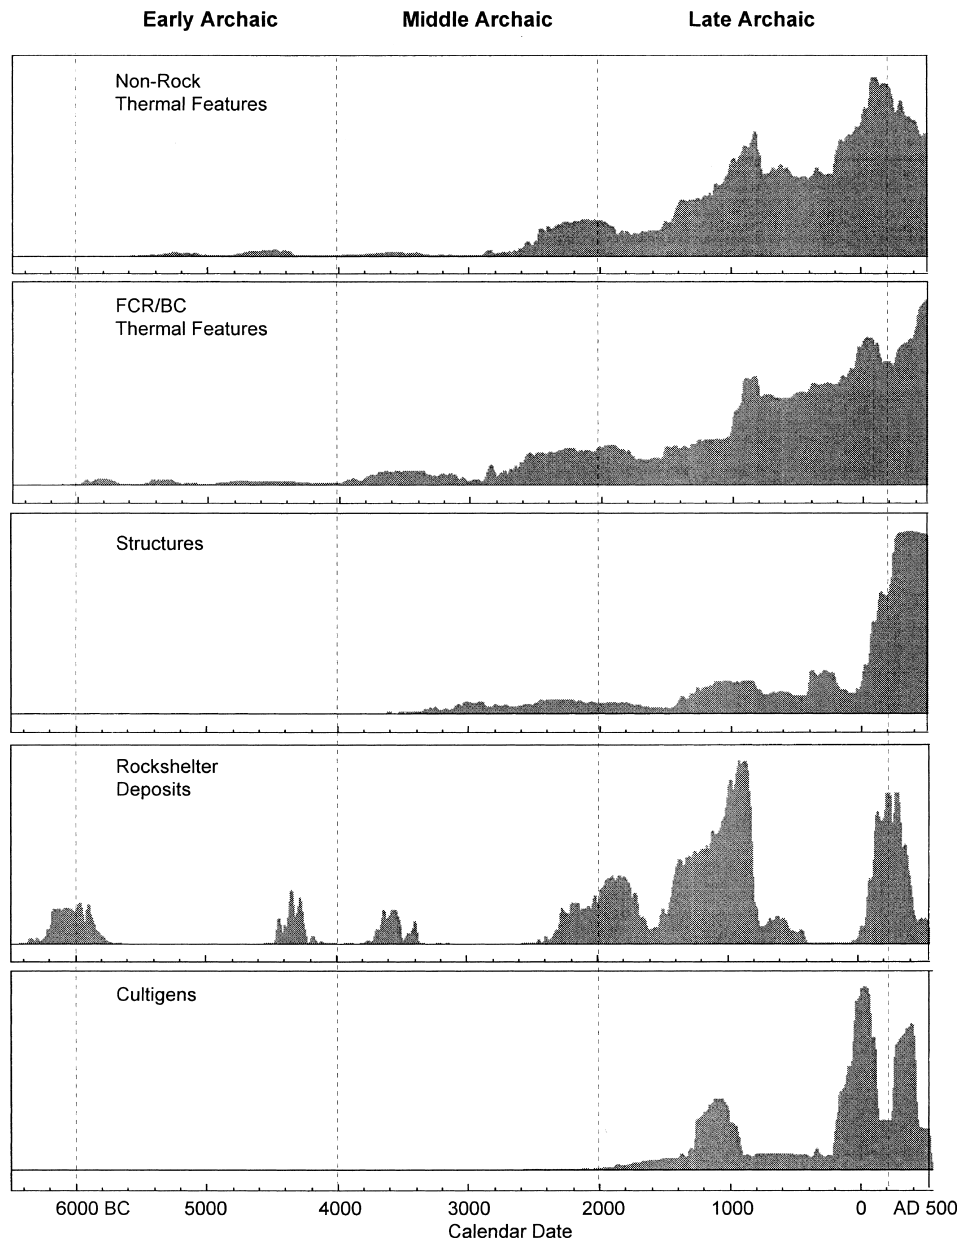 Early Archaic Middle Archaic Late Archaic
Non-Rock
Thermal Features
FCR/BC
Thermal Features
Structures
Rockshelter
Deposits
Cultigens
6000 BC 5000 4000 3000 2000 1000 0 AD 500
Calendar Date